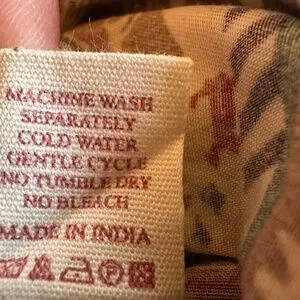 MACHINE WASH
SEPARATELY
COLD WATER
GENTLE CYCLE
NO TUMBLE DRY
NO BLEACH
MADE IN INDIA